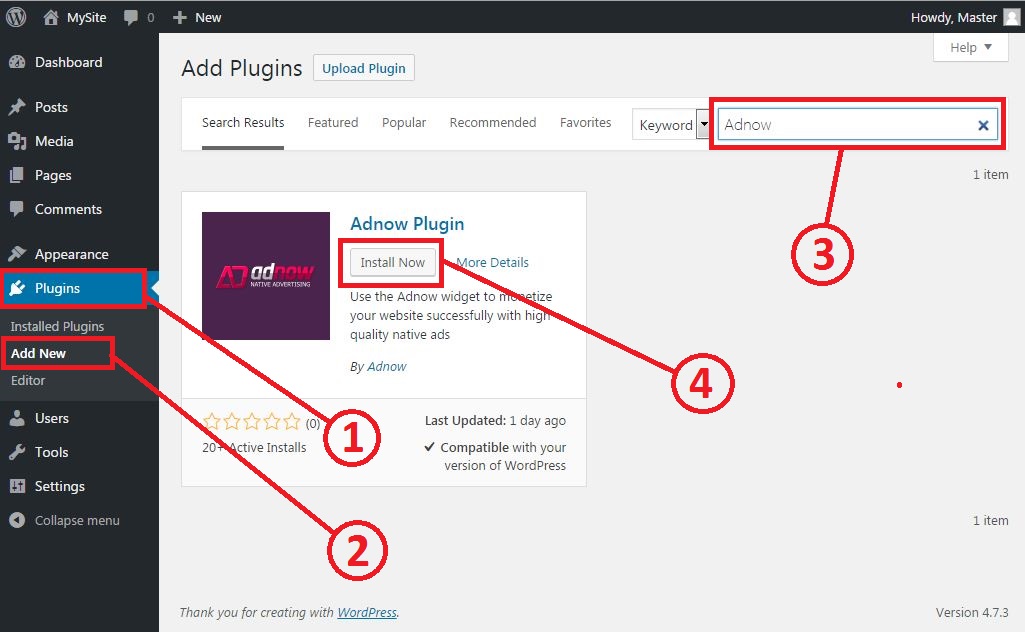 MySite
0
New
Howdy, Master
Help
Dashboard
Posts
Media
Pages
Comments
Appearance
Plugins
Installed Plugins
Add New
Editor
Users
Tools
Settings
Collapse menu
Add Plugins
Upload Plugin
Search Results
Featured
Popular
Recommended
Favorites
Keyword
Adnow
1 item
adnow
NATIVE ADVERTISING
Adnow Plugin
Install Now
More Details
Use the Adnow widget to monetize
your website successfully with high
quality native ads
By Adnow
(0)
20+ Active Installs
Last Updated: 1 day ago
Compatible with your
version of WordPress
1
2
3
4
1 item
Thank you for creating with WordPress.
Version 4.7.3